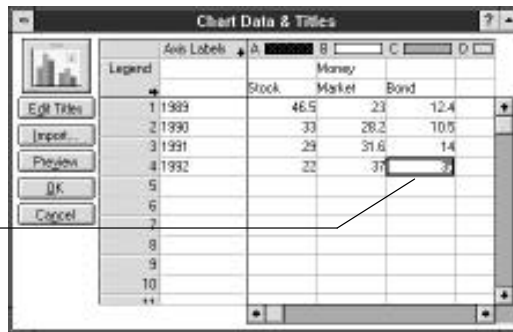 Chart Data & Titles
Axis Labels A B C D
Legend Money
Stock Market Bond
Edit Titles
Import...
Preview
OK
Cancel
1 1989 46.5 23 12.4
2 1990 33 28.2 10.5
3 1991 29 31.6 14
4 1992 22 37
5
6
7
8
9
10
11